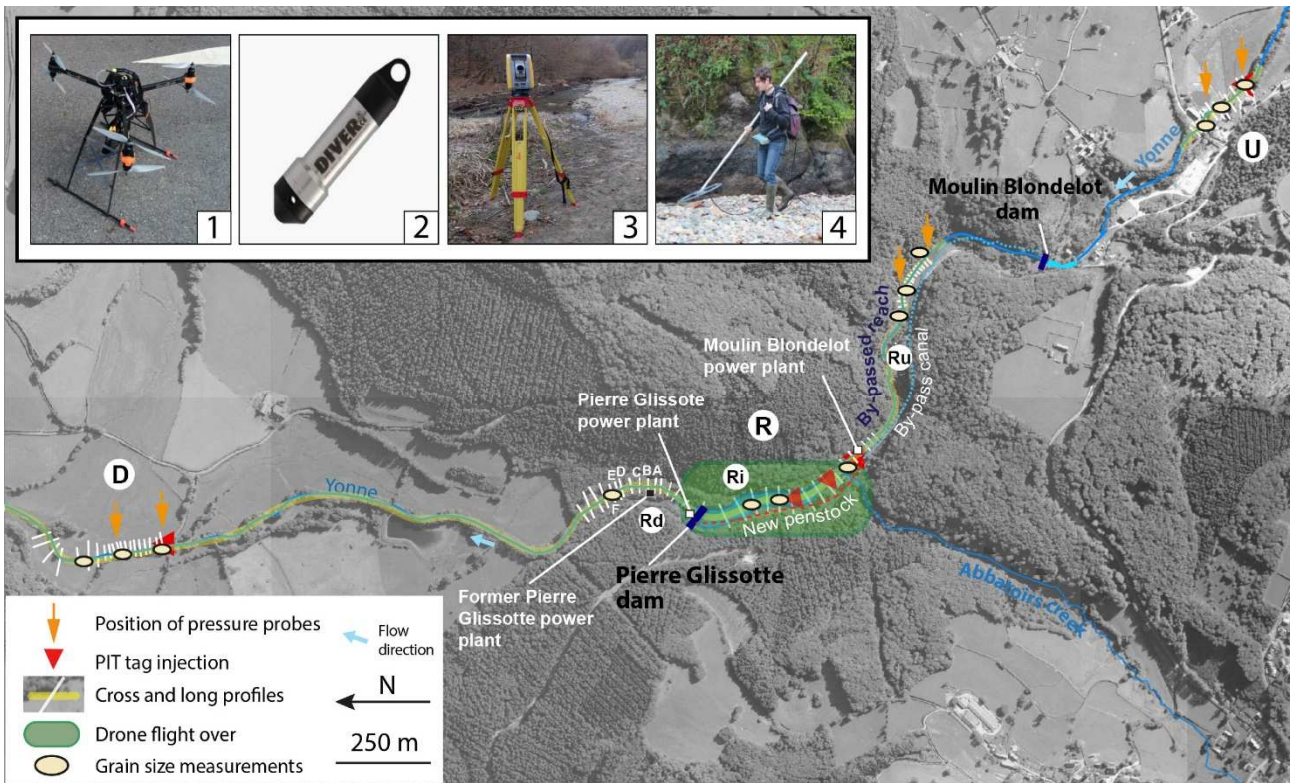 DIVER
1
2
3
4
Yonne
U
Moulin Blondelot
dam
By-passed reach
Ru
By-pass canal
Moulin Blondelot
power plant
Pierre Glissote
power plant
R
Ri
New penstock
E D C B A
F
Rd
D
Yonne
Pierre Glissotte
dam
Former Pierre
Glissotte power
plant
Abbatoirs creek
Position of pressure probes
Flow
direction
PIT tag injection
Cross and long profiles
N
Drone flight over
250 m
Grain size measurements